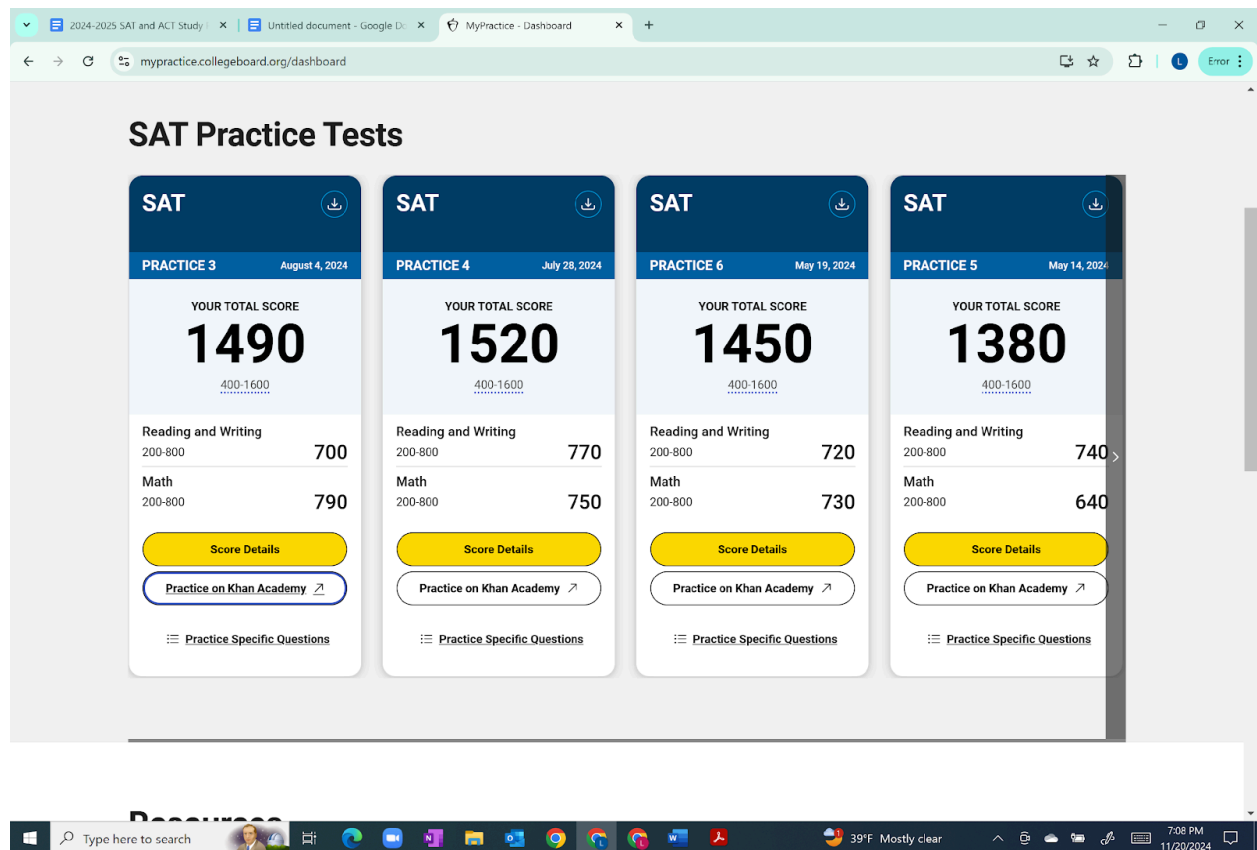 2024-2025 SAT and ACT Study
Untitled document - Google Do
MyPractice - Dashboard
mypractice.collegeboard.org/dashboard
L
Error
SAT Practice Tests
SAT
PRACTICE 3 August 4, 2024
YOUR TOTAL SCORE
1490
400-1600
Reading and Writing
200-800 700
Math
200-800 790
Score Details
Practice on Khan Academy
Practice Specific Questions
SAT
PRACTICE 4 July 28, 2024
YOUR TOTAL SCORE
1520
400-1600
Reading and Writing
200-800 770
Math
200-800 750
Score Details
Practice on Khan Academy
Practice Specific Questions
SAT
PRACTICE 6 May 19, 2024
YOUR TOTAL SCORE
1450
400-1600
Reading and Writing
200-800 720
Math
200-800 730
Score Details
Practice on Khan Academy
Practice Specific Questions
SAT
PRACTICE 5 May 14, 2024
YOUR TOTAL SCORE
1380
400-1600
Reading and Writing
200-800 740
Math
200-800 640
Score Details
Practice on Khan Academy
Practice Specific Questions
Resources
Type here to search
39°F Mostly clear
7:08 PM
11/20/2024